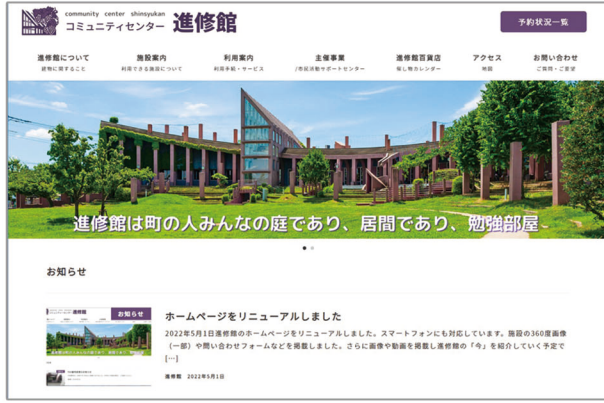 community center shinsyukan
コミュニティセンター 進修館
予約状況一覧
進修館について 施設案内 利用案内 主催事業 進修館百貨店 アクセス お問い合わせ
建物に関すること 利用できる施設について 利用手続・サービス /市民活動サポートセンター 催し物カレンダー 地図 ご質問・ご要望
進修館は町の人みんなの庭であり、居間であり、勉強部屋
お知らせ
進修館 お知らせ
ホームページをリニューアルしました
2022年5月1日進修館のホームページをリニューアルしました。スマートフォンにも対応しています。施設の360度画像
（一部）や問い合わせフォームなどを掲載しました。さらに画像や動画を掲載し進修館の「今」を紹介していく予定で
[…]
進修館 2022年5月1日